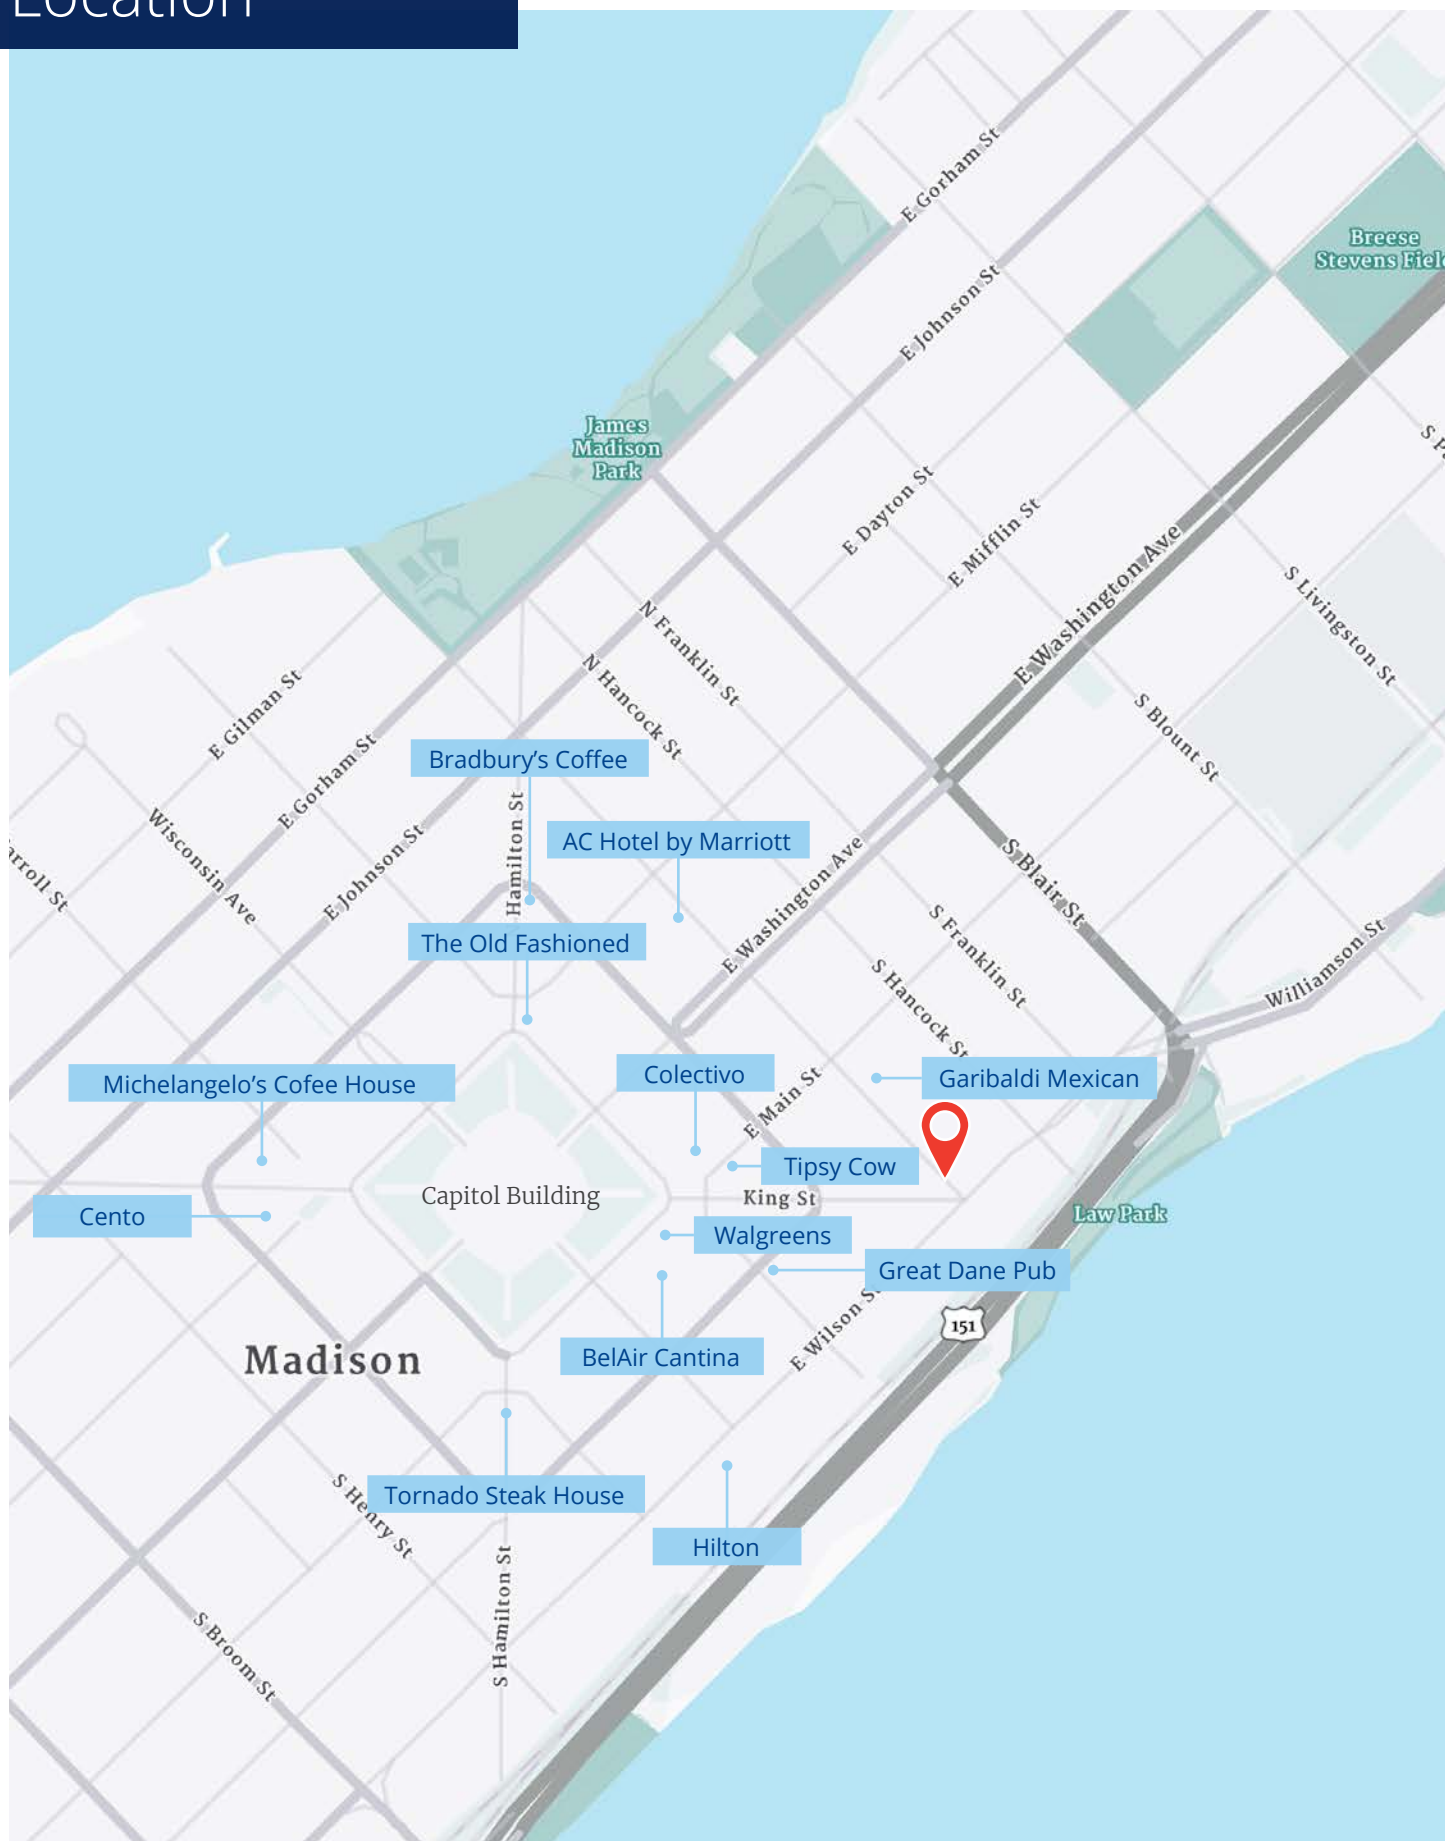 Location
E Gorham St
Breese
Stevens Fiel
E Johnson St
James
Madison
Park
E Dayton St
E Mifflin St
E Washington Ave
S Livingston St
N Franklin St
N Hancock St
E Gilman St
S Blount St
E Gorham St
Bradbury's Coffee
Hamilton St
AC Hotel by Marriott
Wisconsin Ave
E Johnson St
arroll St
E Washington Ave
S Blair St
The Old Fashioned
S Franklin St
Williamson St
S Hancock St
Michelangelo's Cofee House
Colectivo
Garibaldi Mexican
E Main St
Tipsy Cow
Capitol Building
King St
Cento
Law Park
Walgreens
Great Dane Pub
E Wilson S
151
Madison
BelAir Cantina
Tornado Steak House
S Henry St
Hilton
S Hamilton St
S Broom St